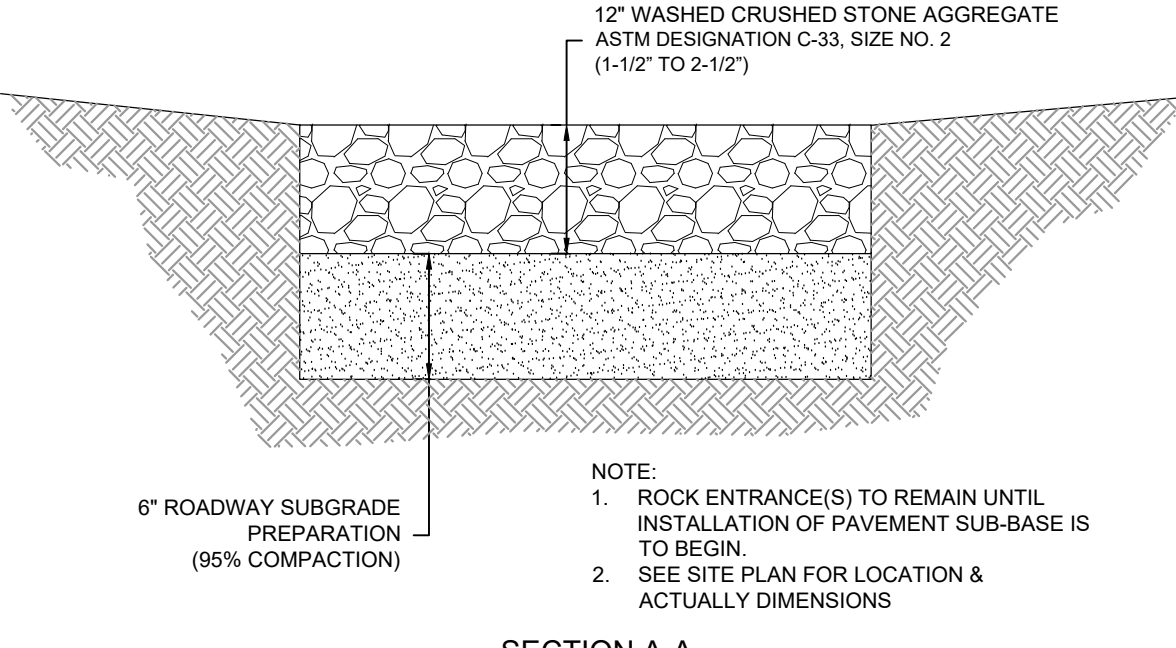 12" WASHED CRUSHED STONE AGGREGATE
ASTM DESIGNATION C-33, SIZE NO. 2
(1-1/2” TO 2-1/2”)
6" ROADWAY SUBGRADE
PREPARATION
(95% COMPACTION)
NOTE:
1. ROCK ENTRANCE(S) TO REMAIN UNTIL
INSTALLATION OF PAVEMENT SUB-BASE IS
TO BEGIN.
2. SEE SITE PLAN FOR LOCATION &
ACTUALLY DIMENSIONS
SECTION A-A